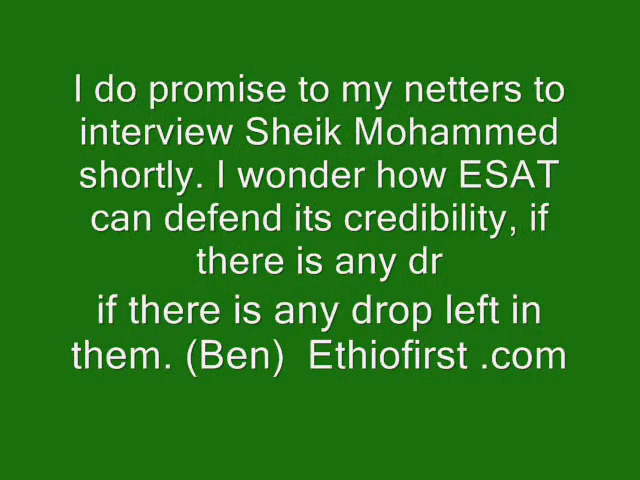 I do promise to my netters to
interview Sheik Mohammed
shortly. I wonder how ESAT
can defend its credibility, if
there is any dr
if there is any drop left in
them. (Ben)  Ethiofirst .com